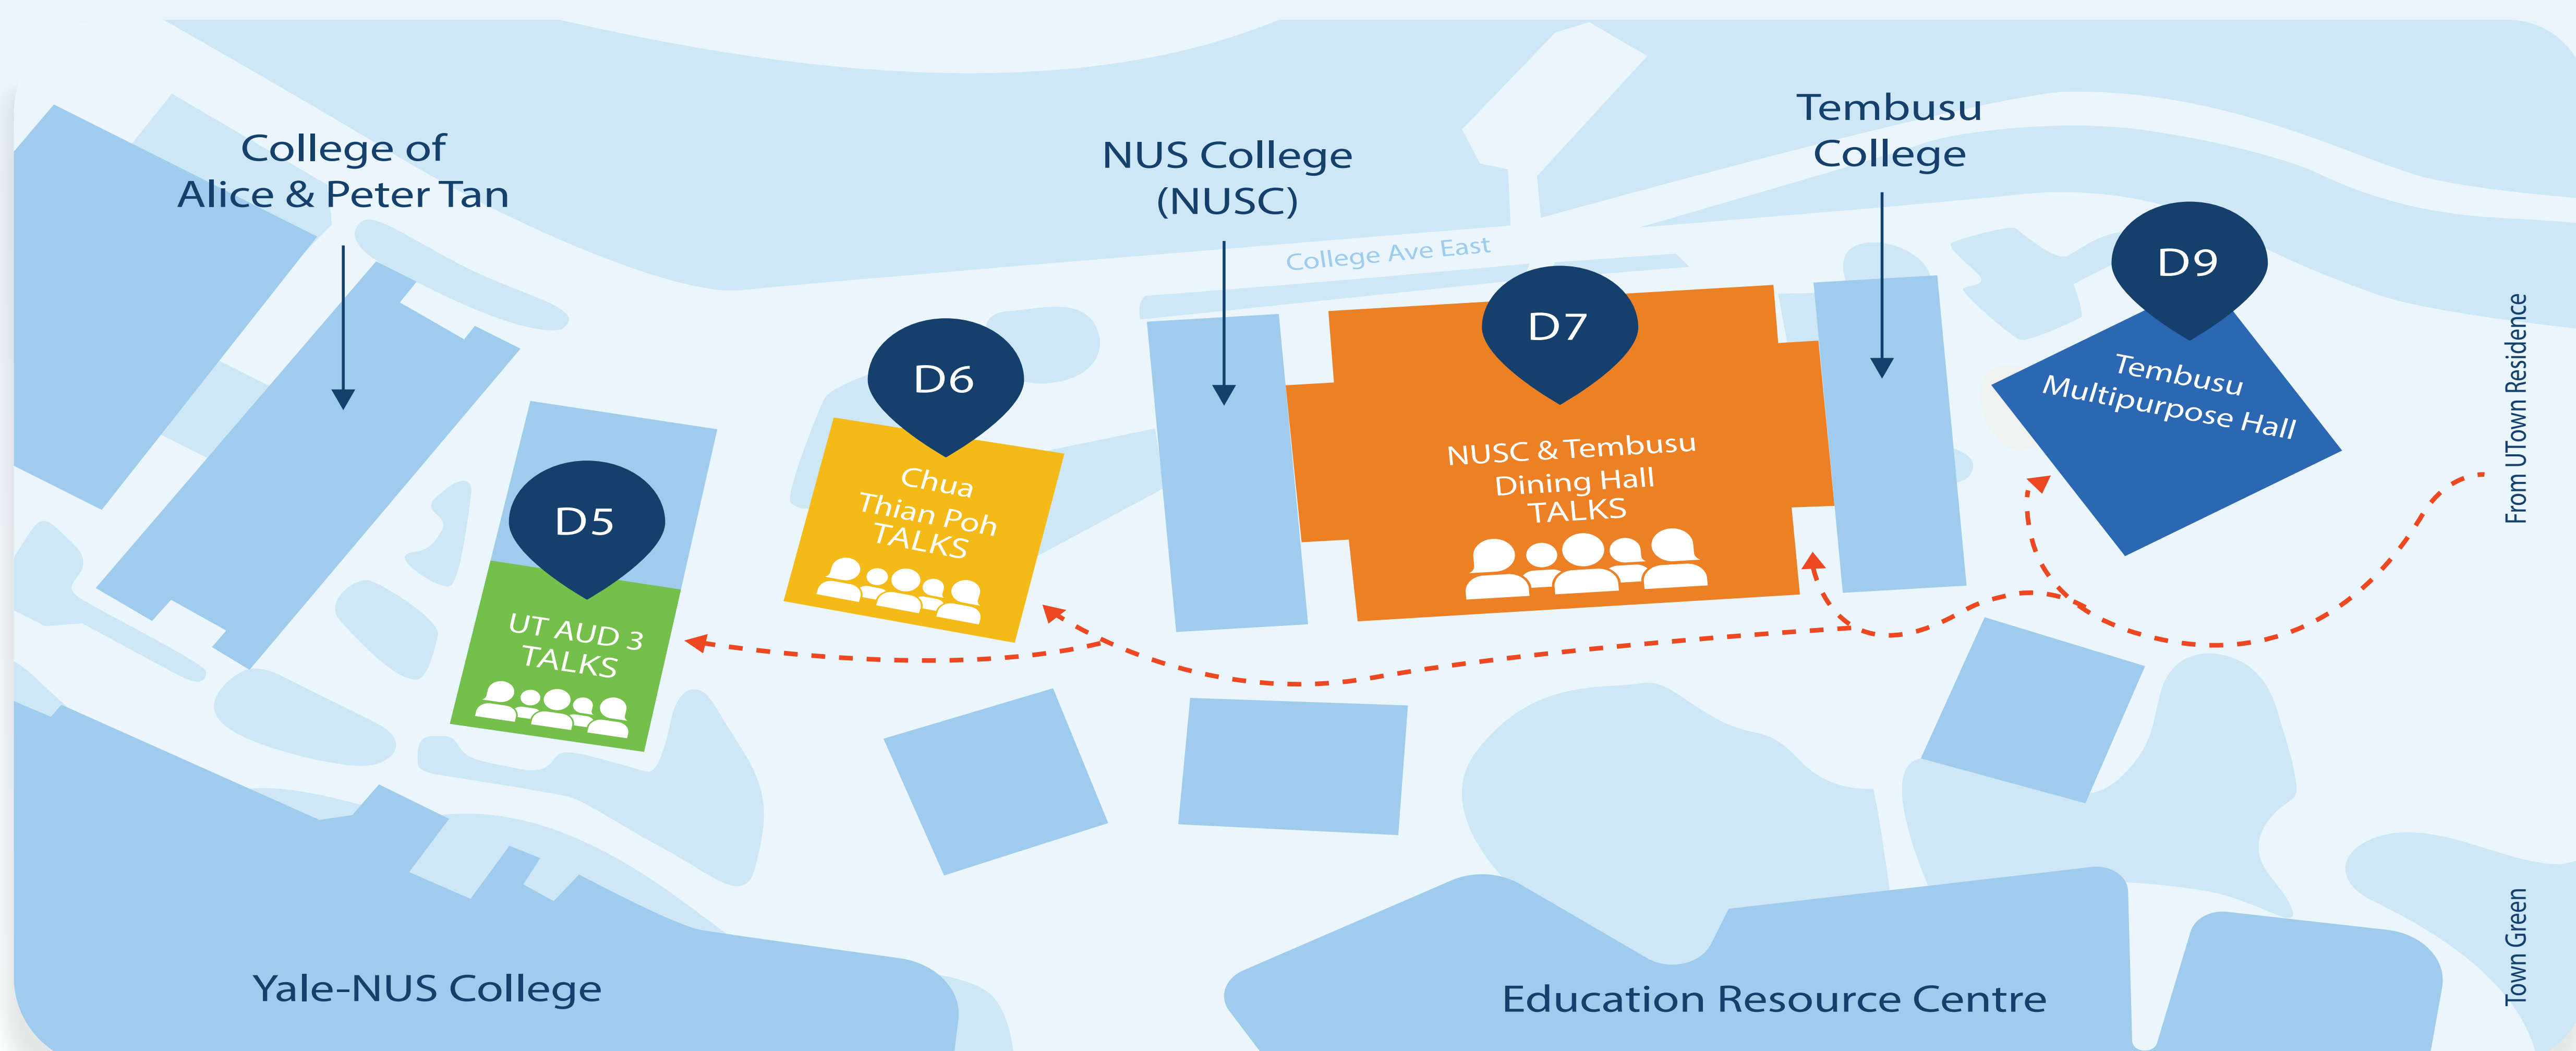 College of
Alice & Peter Tan
NUS College
(NUSC)
Tembusu
College
College Ave East
D9
Tembusu
Multipurpose Hall
D7
NUSC & Tembusu
Dining Hall
TALKS
D6
Chua
Thian Poh
TALKS
D5
UT AUD 3
TALKS
From UTown Residence
Town Green
Yale-NUS College
Education Resource Centre